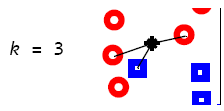 k = 3